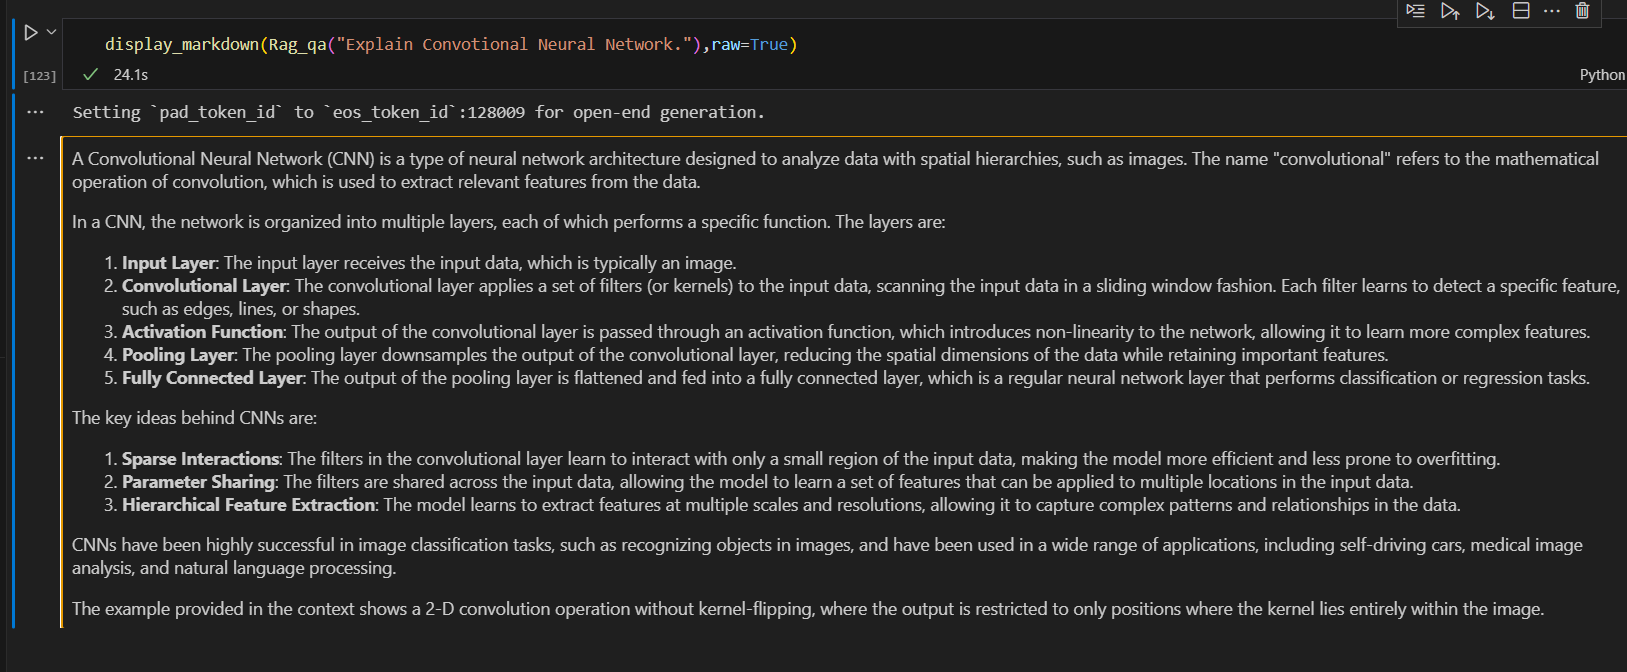 display_markdown(Rag_qa("Explain Convotional Neural Network."),raw=True)
[123]
24.1s
Python
Setting `pad_token_id` to `eos_token_id`:128009 for open-end generation.
A Convolutional Neural Network (CNN) is a type of neural network architecture designed to analyze data with spatial hierarchies, such as images. The name "convolutional" refers to the mathematical
operation of convolution, which is used to extract relevant features from the data.
In a CNN, the network is organized into multiple layers, each of which performs a specific function. The layers are:
1. Input Layer: The input layer receives the input data, which is typically an image.
2. Convolutional Layer: The convolutional layer applies a set of filters (or kernels) to the input data, scanning the input data in a sliding window fashion. Each filter learns to detect a specific feature,
such as edges, lines, or shapes.
3. Activation Function: The output of the convolutional layer is passed through an activation function, which introduces non-linearity to the network, allowing it to learn more complex features.
4. Pooling Layer: The pooling layer downsamples the output of the convolutional layer, reducing the spatial dimensions of the data while retaining important features.
5. Fully Connected Layer: The output of the pooling layer is flattened and fed into a fully connected layer, which is a regular neural network layer that performs classification or regression tasks.
The key ideas behind CNNs are:
1. Sparse Interactions: The filters in the convolutional layer learn to interact with only a small region of the input data, making the model more efficient and less prone to overfitting.
2. Parameter Sharing: The filters are shared across the input data, allowing the model to learn a set of features that can be applied to multiple locations in the input data.
3. Hierarchical Feature Extraction: The model learns to extract features at multiple scales and resolutions, allowing it to capture complex patterns and relationships in the data.
CNNs have been highly successful in image classification tasks, such as recognizing objects in images, and have been used in a wide range of applications, including self-driving cars, medical image
analysis, and natural language processing.
The example provided in the context shows a 2-D convolution operation without kernel-flipping, where the output is restricted to only positions where the kernel lies entirely within the image.